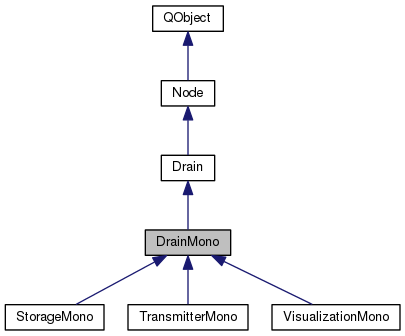 QObject
Node
Drain
DrainMono
StorageMono
TransmitterMono
VisualizationMono